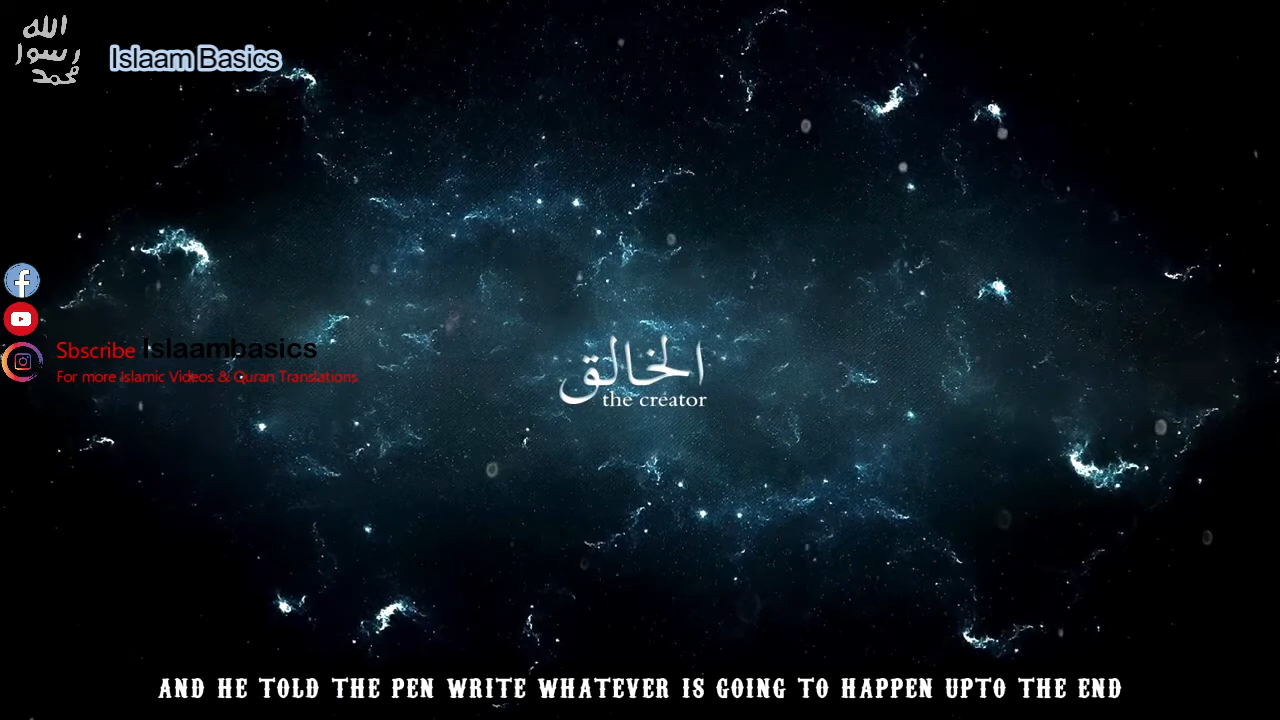 الله
رسول
محمد
Islaam Basics
Sbscribe Islaambasics
For more Islamic Videos & Quran Translations
الخالق
the creator
AND HE TOLD THE PEN WRITE WHATEVER IS GOING TO HAPPEN UPTO THE END